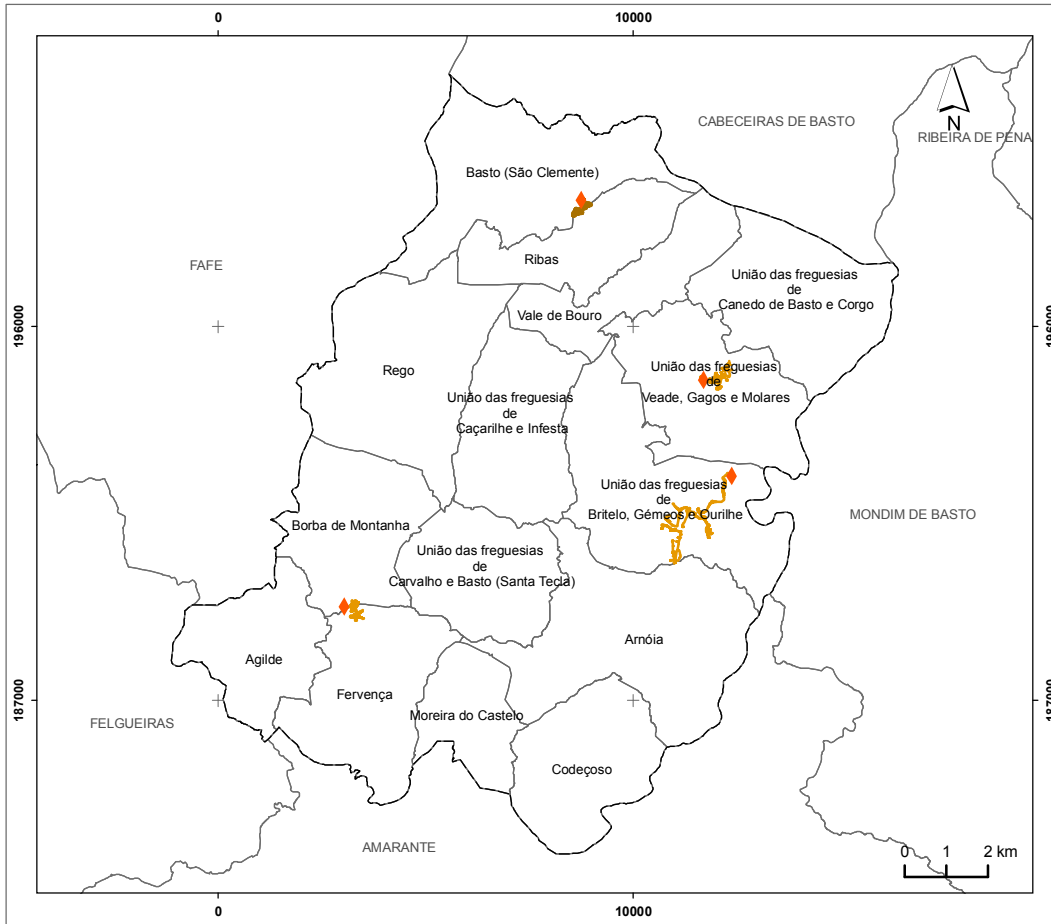 0
10000
CABECEIRAS DE BASTO
N
RIBEIRA DE PENA
Basto (São Clemente)
FAFE
Ribas
União das freguesias
de
Canedo de Basto e Corgo
196000
196000
Vale de Bouro
Rego
União das freguesias
de
Veade, Gagos e Molares
União das freguesias
de
Caçarilhe e Infesta
União das freguesias
de
Britelo, Gémeos e Ourilhe
MONDIM DE BASTO
Borba de Montanha
União das freguesias
de
Carvalho e Basto (Santa Tecla)
Arnóia
Agilde
Fervença
187000
187000
Moreira do Castelo
FELGUEIRAS
Codeçoso
AMARANTE
0 1 2 km
0
10000